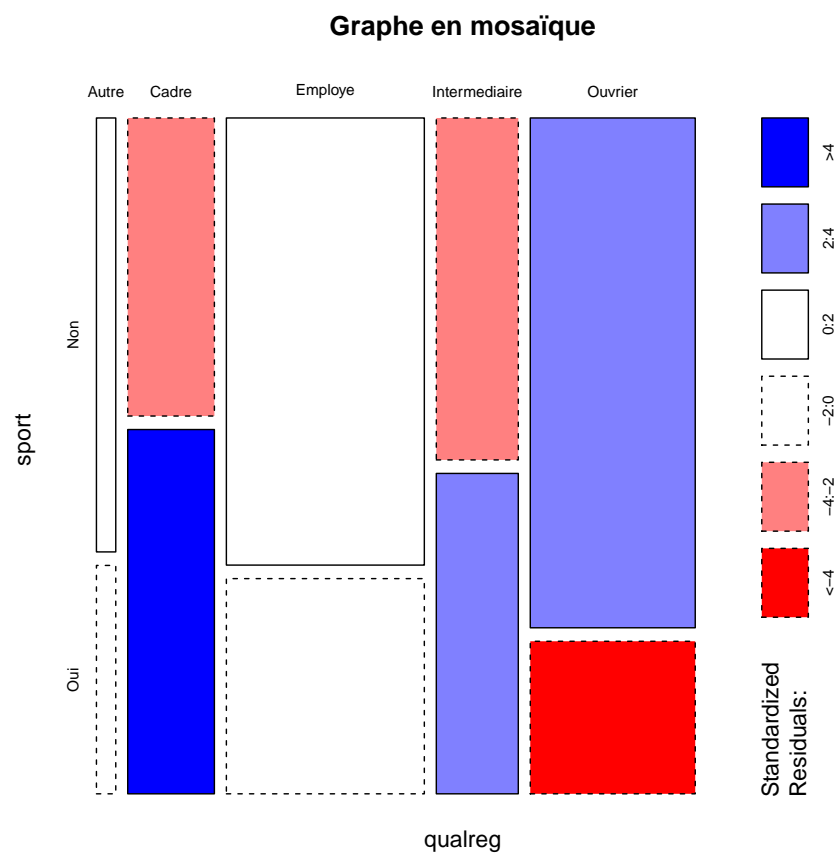 Graphe en mosaïque
Autre Cadre Employe Intermediaire Ouvrier
Non
Oui
sport
qualreg
>4
2:4
0:2
−2:0
−4:−2
<−4
Standardized
Residuals: